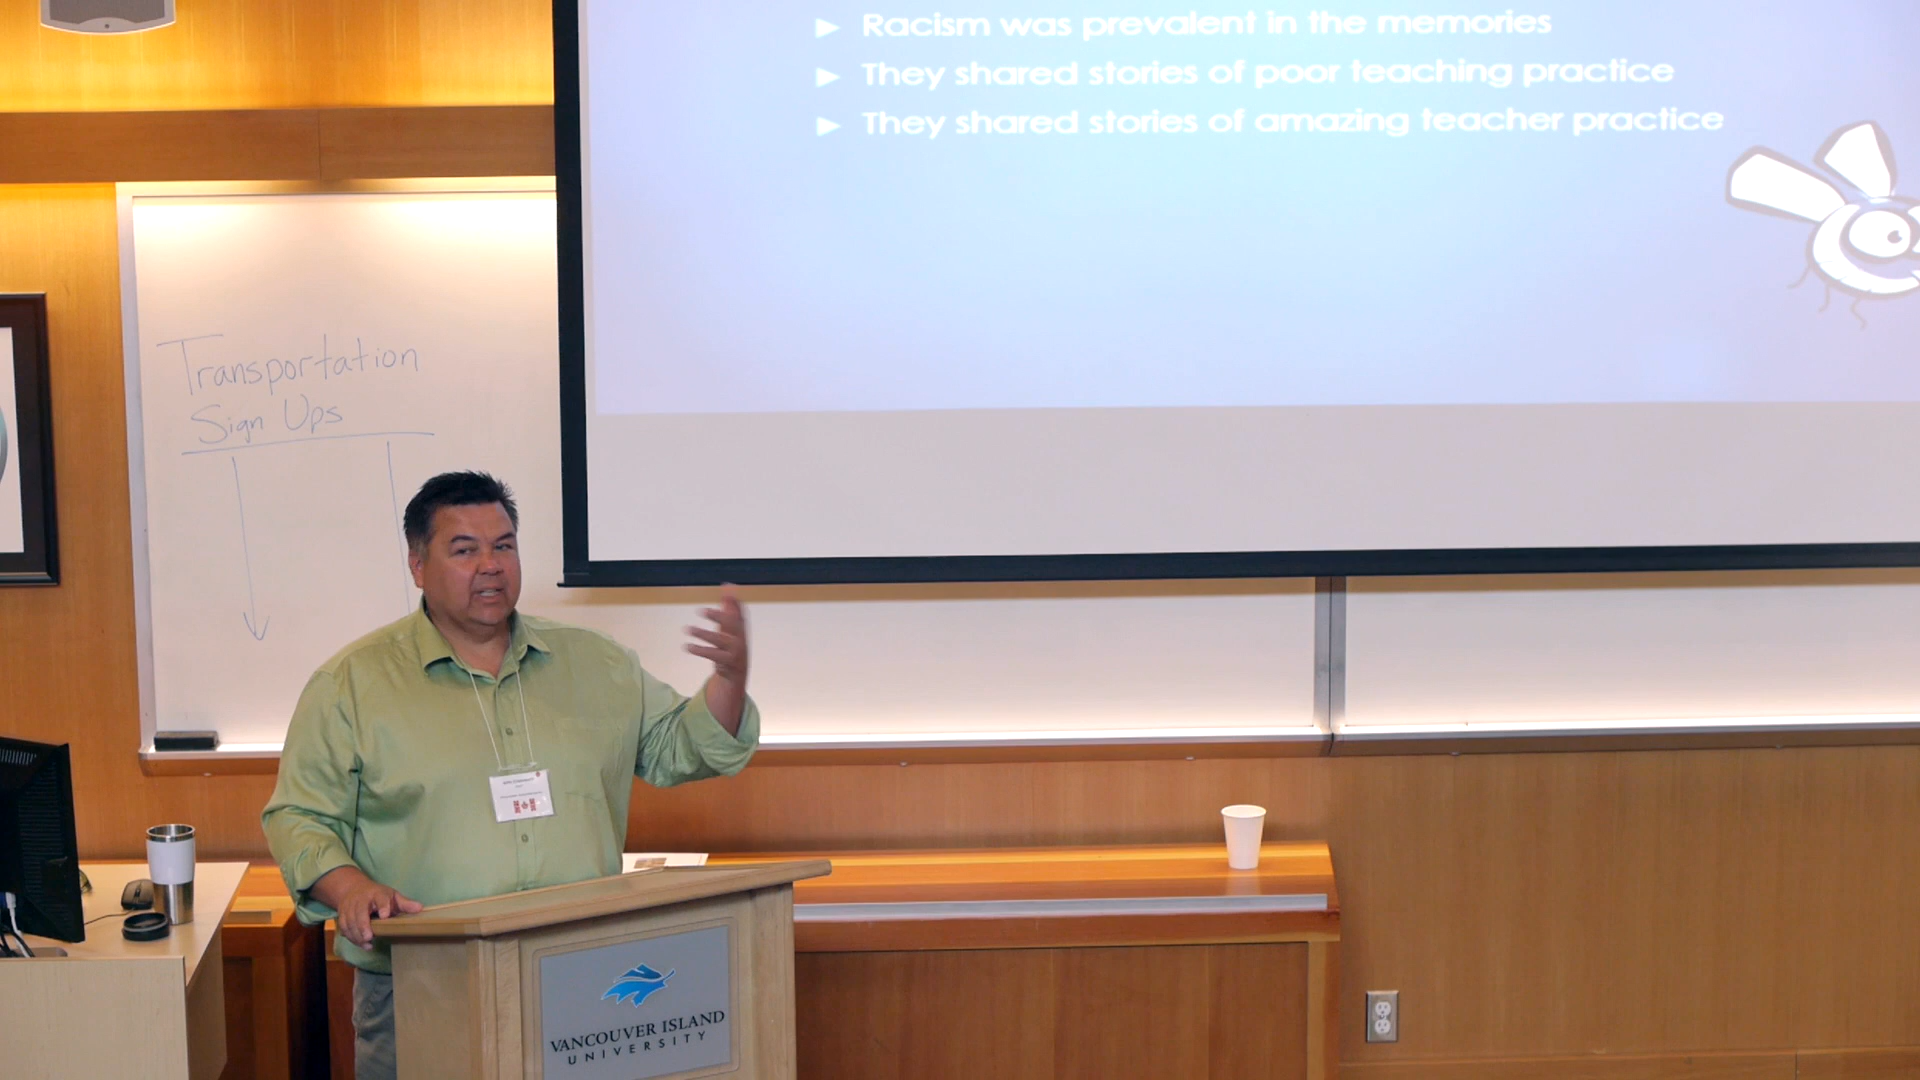 ► Racism was prevalent in the memories
► They shared stories of poor teaching practice
► They shared stories of amazing teacher practice
Transportation
Sign Ups
VANCOUVER ISLAND
UNIVERSITY